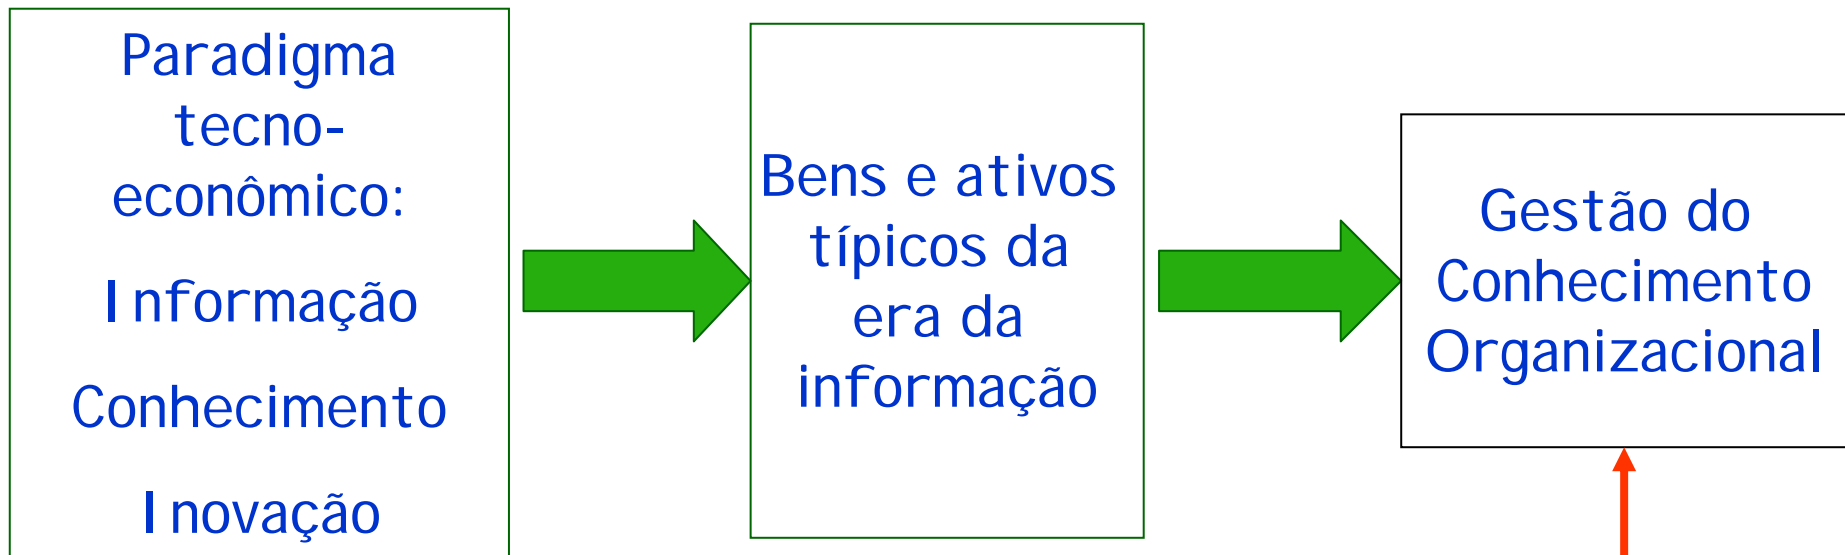 Paradigma
tecno-
econômico:
Informação
Conhecimento
Inovação
Bens e ativos
típicos da
era da
informação
Gestão do
Conhecimento
Organizacional